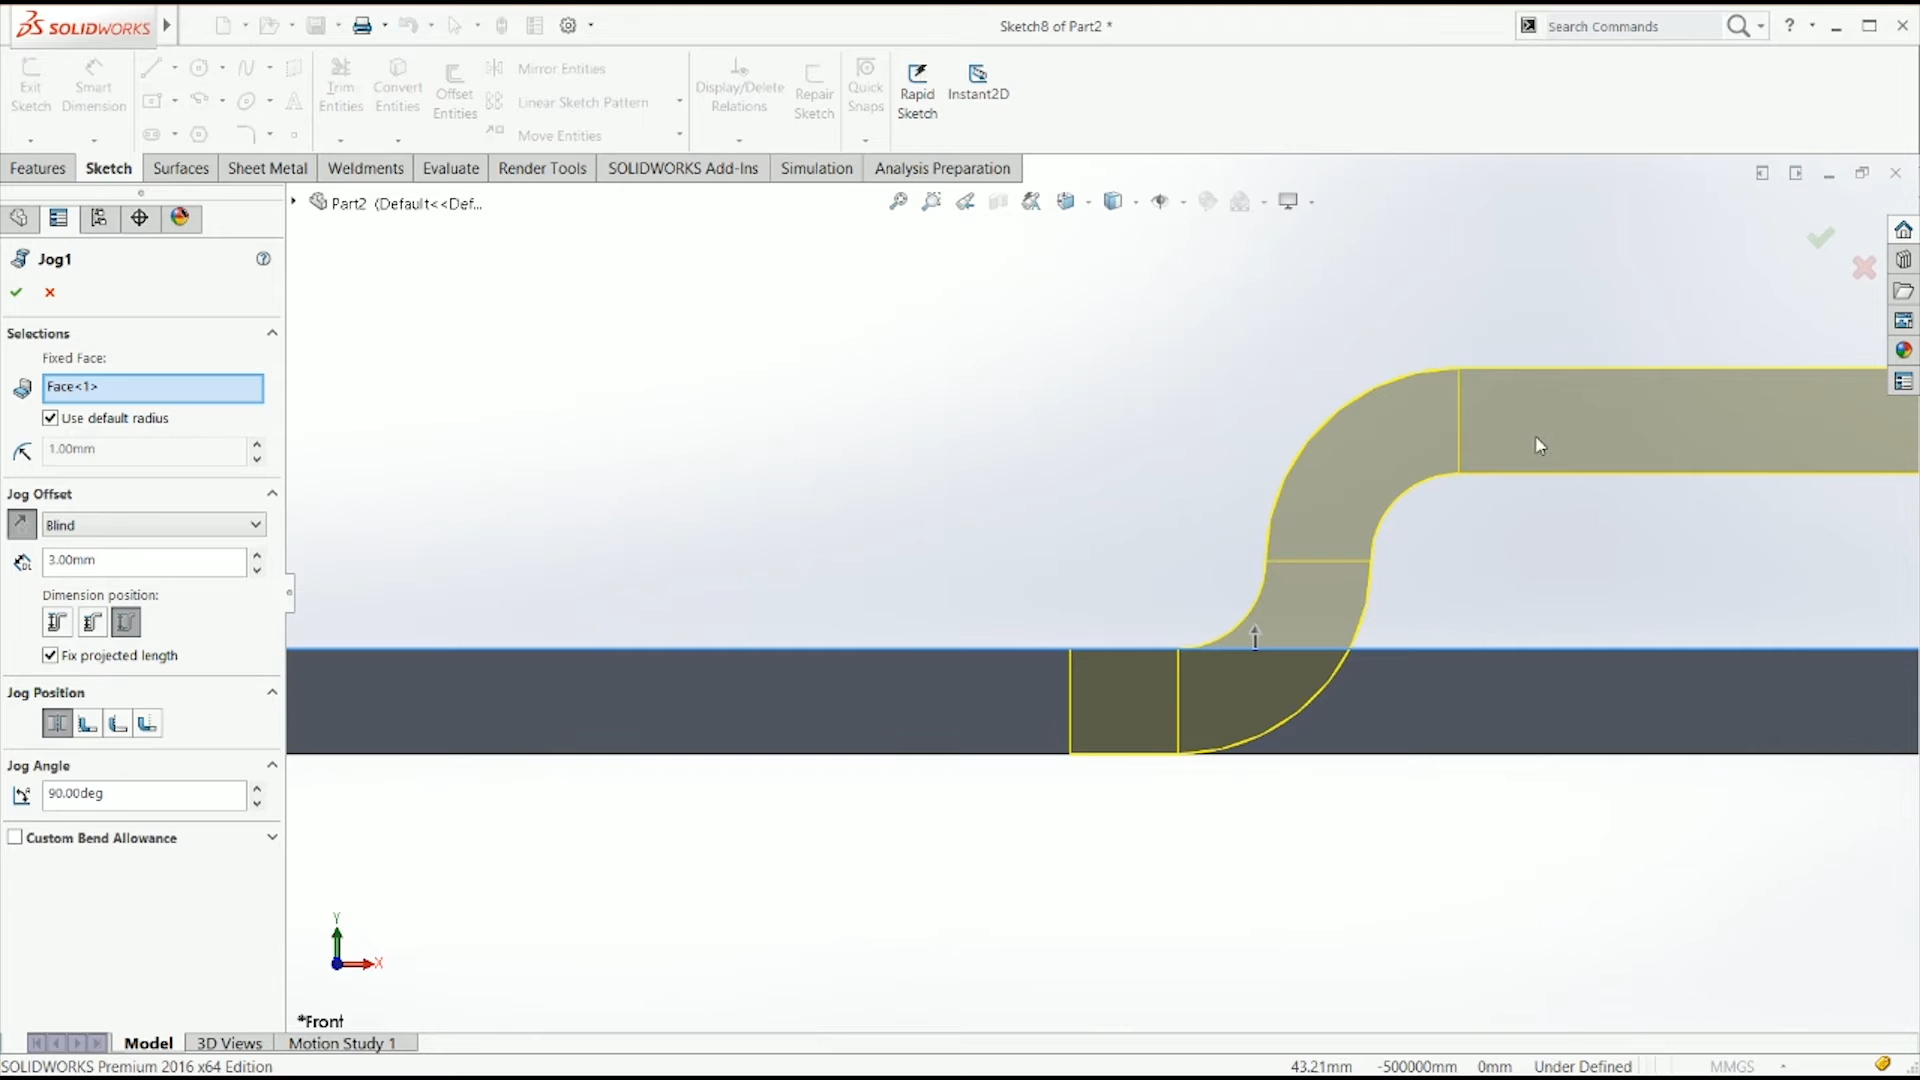 SOLIDWORKS
Sketch8 of Part2 *
Search Commands
?
Exit Sketch
Smart Dimension
Trim Entities
Convert Entities
Offset Entities
Mirror Entities
Linear Sketch Pattern
Move Entities
Display/Delete Relations
Repair Sketch
Quick Snaps
Rapid Sketch
Instant2D
Features
Sketch
Surfaces
Sheet Metal
Weldments
Evaluate
Render Tools
SOLIDWORKS Add-Ins
Simulation
Analysis Preparation
Part2 (Default<<Def...
Jog1
Selections
Fixed Face:
Face<1>
Use default radius
1.00mm
Jog Offset
Blind
3.00mm
Dimension position:
Fix projected length
Jog Position
Jog Angle
90.00deg
Custom Bend Allowance
Y
X
*Front
Model
3D Views
Motion Study 1
SOLIDWORKS Premium 2016 x64 Edition
43.21mm
-500000mm
0mm
Under Defined
MMGS